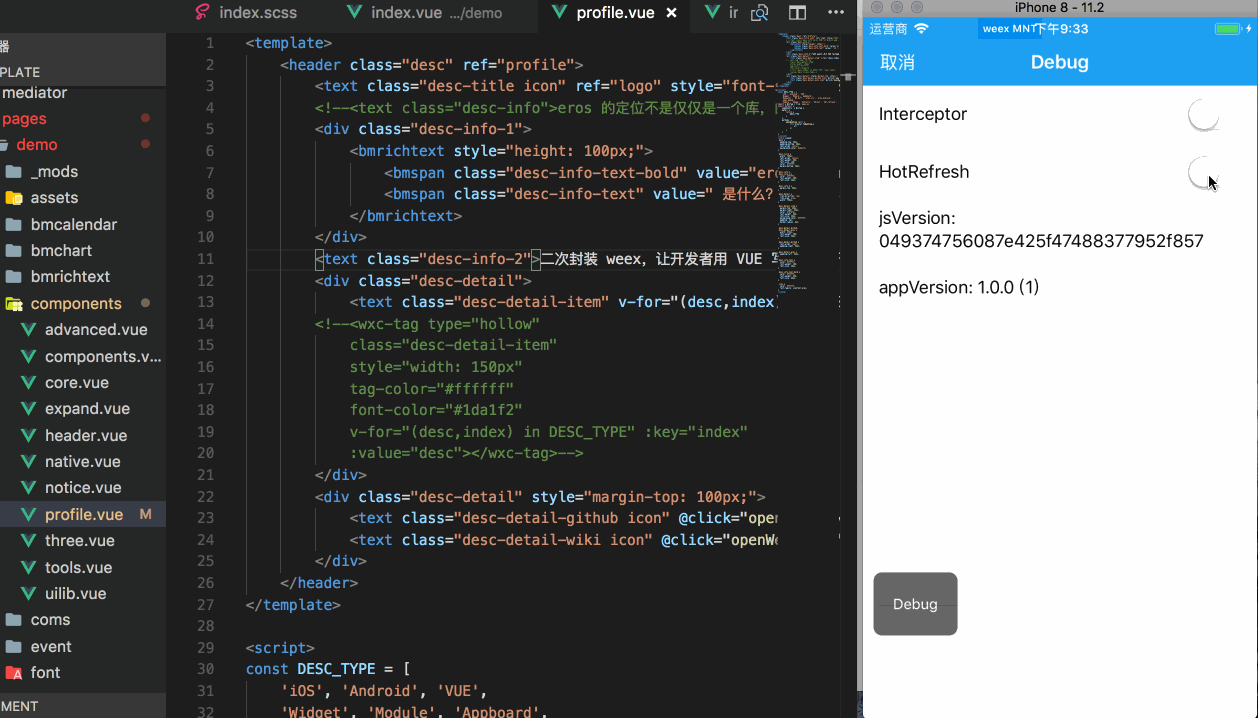 index.scss
index.vue .../demo
profile.vue
ir
器
PLATE
mediator
pages
demo
_mods
assets
bmcalendar
bmchart
bmrichtext
components
advanced.vue
components.v...
core.vue
expand.vue
header.vue
native.vue
notice.vue
profile.vue M
three.vue
tools.vue
uilib.vue
coms
event
font
MENT
1 <template>
2 <header class="desc" ref="profile">
3 <text class="desc-title icon" ref="logo" style="font-
4 <!--<text class="desc-info">eros 的定位不是仅仅是一个库,
5 <div class="desc-info-1">
6 <bmrichtext style="height: 100px;">
7 <bmspan class="desc-info-text-bold" value="ero
8 <bmspan class="desc-info-text" value=" 是什么?
9 </bmrichtext>
10 </div>
11 <text class="desc-info-2">二次封装 weex, 让开发者用 VUE
12 <div class="desc-detail">
13 <text class="desc-detail-item" v-for="(desc,index)
14 <!--<wxc-tag type="hollow"
15 class="desc-detail-item"
16 style="width: 150px"
17 tag-color="#ffffff"
18 font-color="#1da1f2"
19 v-for="(desc,index) in DESC_TYPE" :key="index"
20 :value="desc"></wxc-tag>-->
21 </div>
22 <div class="desc-detail" style="margin-top: 100px;">
23 <text class="desc-detail-github icon" @click="open
24 <text class="desc-detail-wiki icon" @click="openWe
25 </div>
26 </header>
27 </template>
28
29 <script>
30 const DESC_TYPE = [
31 'iOS', 'Android', 'VUE',
32 'Widget', 'Module', 'Appboard',
iPhone 8 - 11.2
运营商 weex MNT 下午9:33
取消 Debug
Interceptor
HotRefresh
jsVersion:
049374756087e425f47488377952f857
appVersion: 1.0.0 (1)
Debug